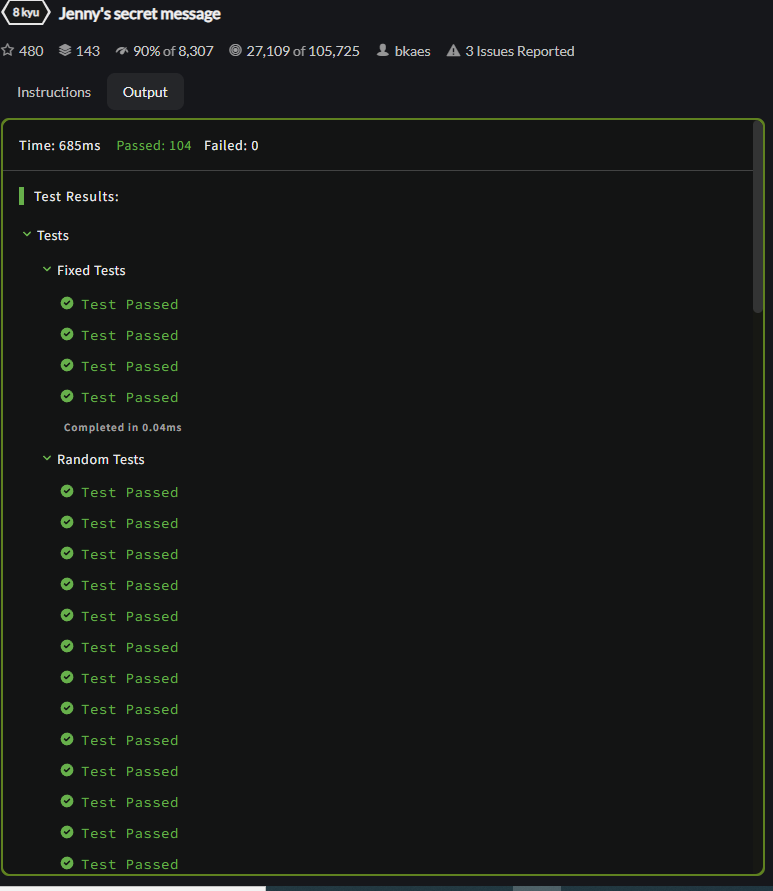 8 kyu Jenny's secret message
480 143 90% of 8,307 27,109 of 105,725 bkaes 3 Issues Reported
Instructions Output
Time: 685ms Passed: 104 Failed: 0
Test Results:
Tests
Fixed Tests
Test Passed
Test Passed
Test Passed
Test Passed
Completed in 0.04ms
Random Tests
Test Passed
Test Passed
Test Passed
Test Passed
Test Passed
Test Passed
Test Passed
Test Passed
Test Passed
Test Passed
Test Passed
Test Passed
Test Passed